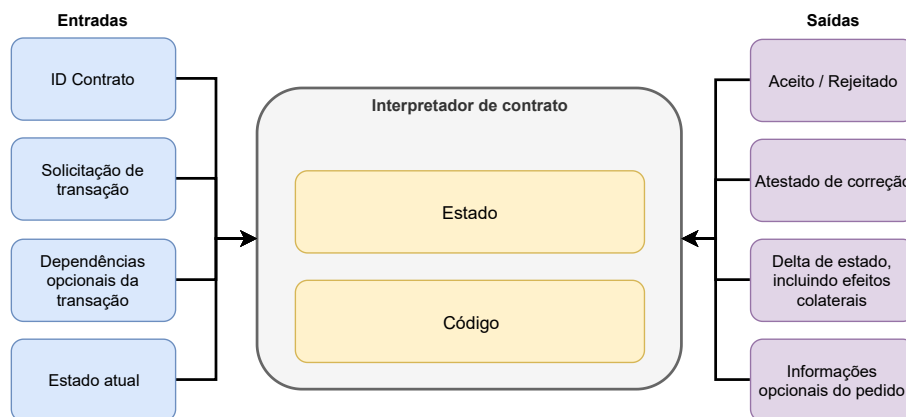 Entradas
ID Contrato
Solicitação de
transação
Dependências
opcionais da
transação
Estado atual
Interpretador de contrato
Estado
Código
Saídas
Aceito / Rejeitado
Atestado de correção
Delta de estado,
incluindo efeitos
colaterais
Informações
opcionais do pedido